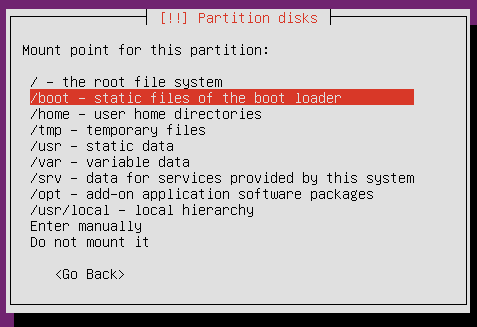 [!!] Partition disks
Mount point for this partition:
/ - the root file system
/boot - static files of the boot loader
/home - user home directories
/tmp - temporary files
/usr - static data
/var - variable data
/srv - data for services provided by this system
/opt - add-on application software packages
/usr/local - local hierarchy
Enter manually
Do not mount it
<Go Back>